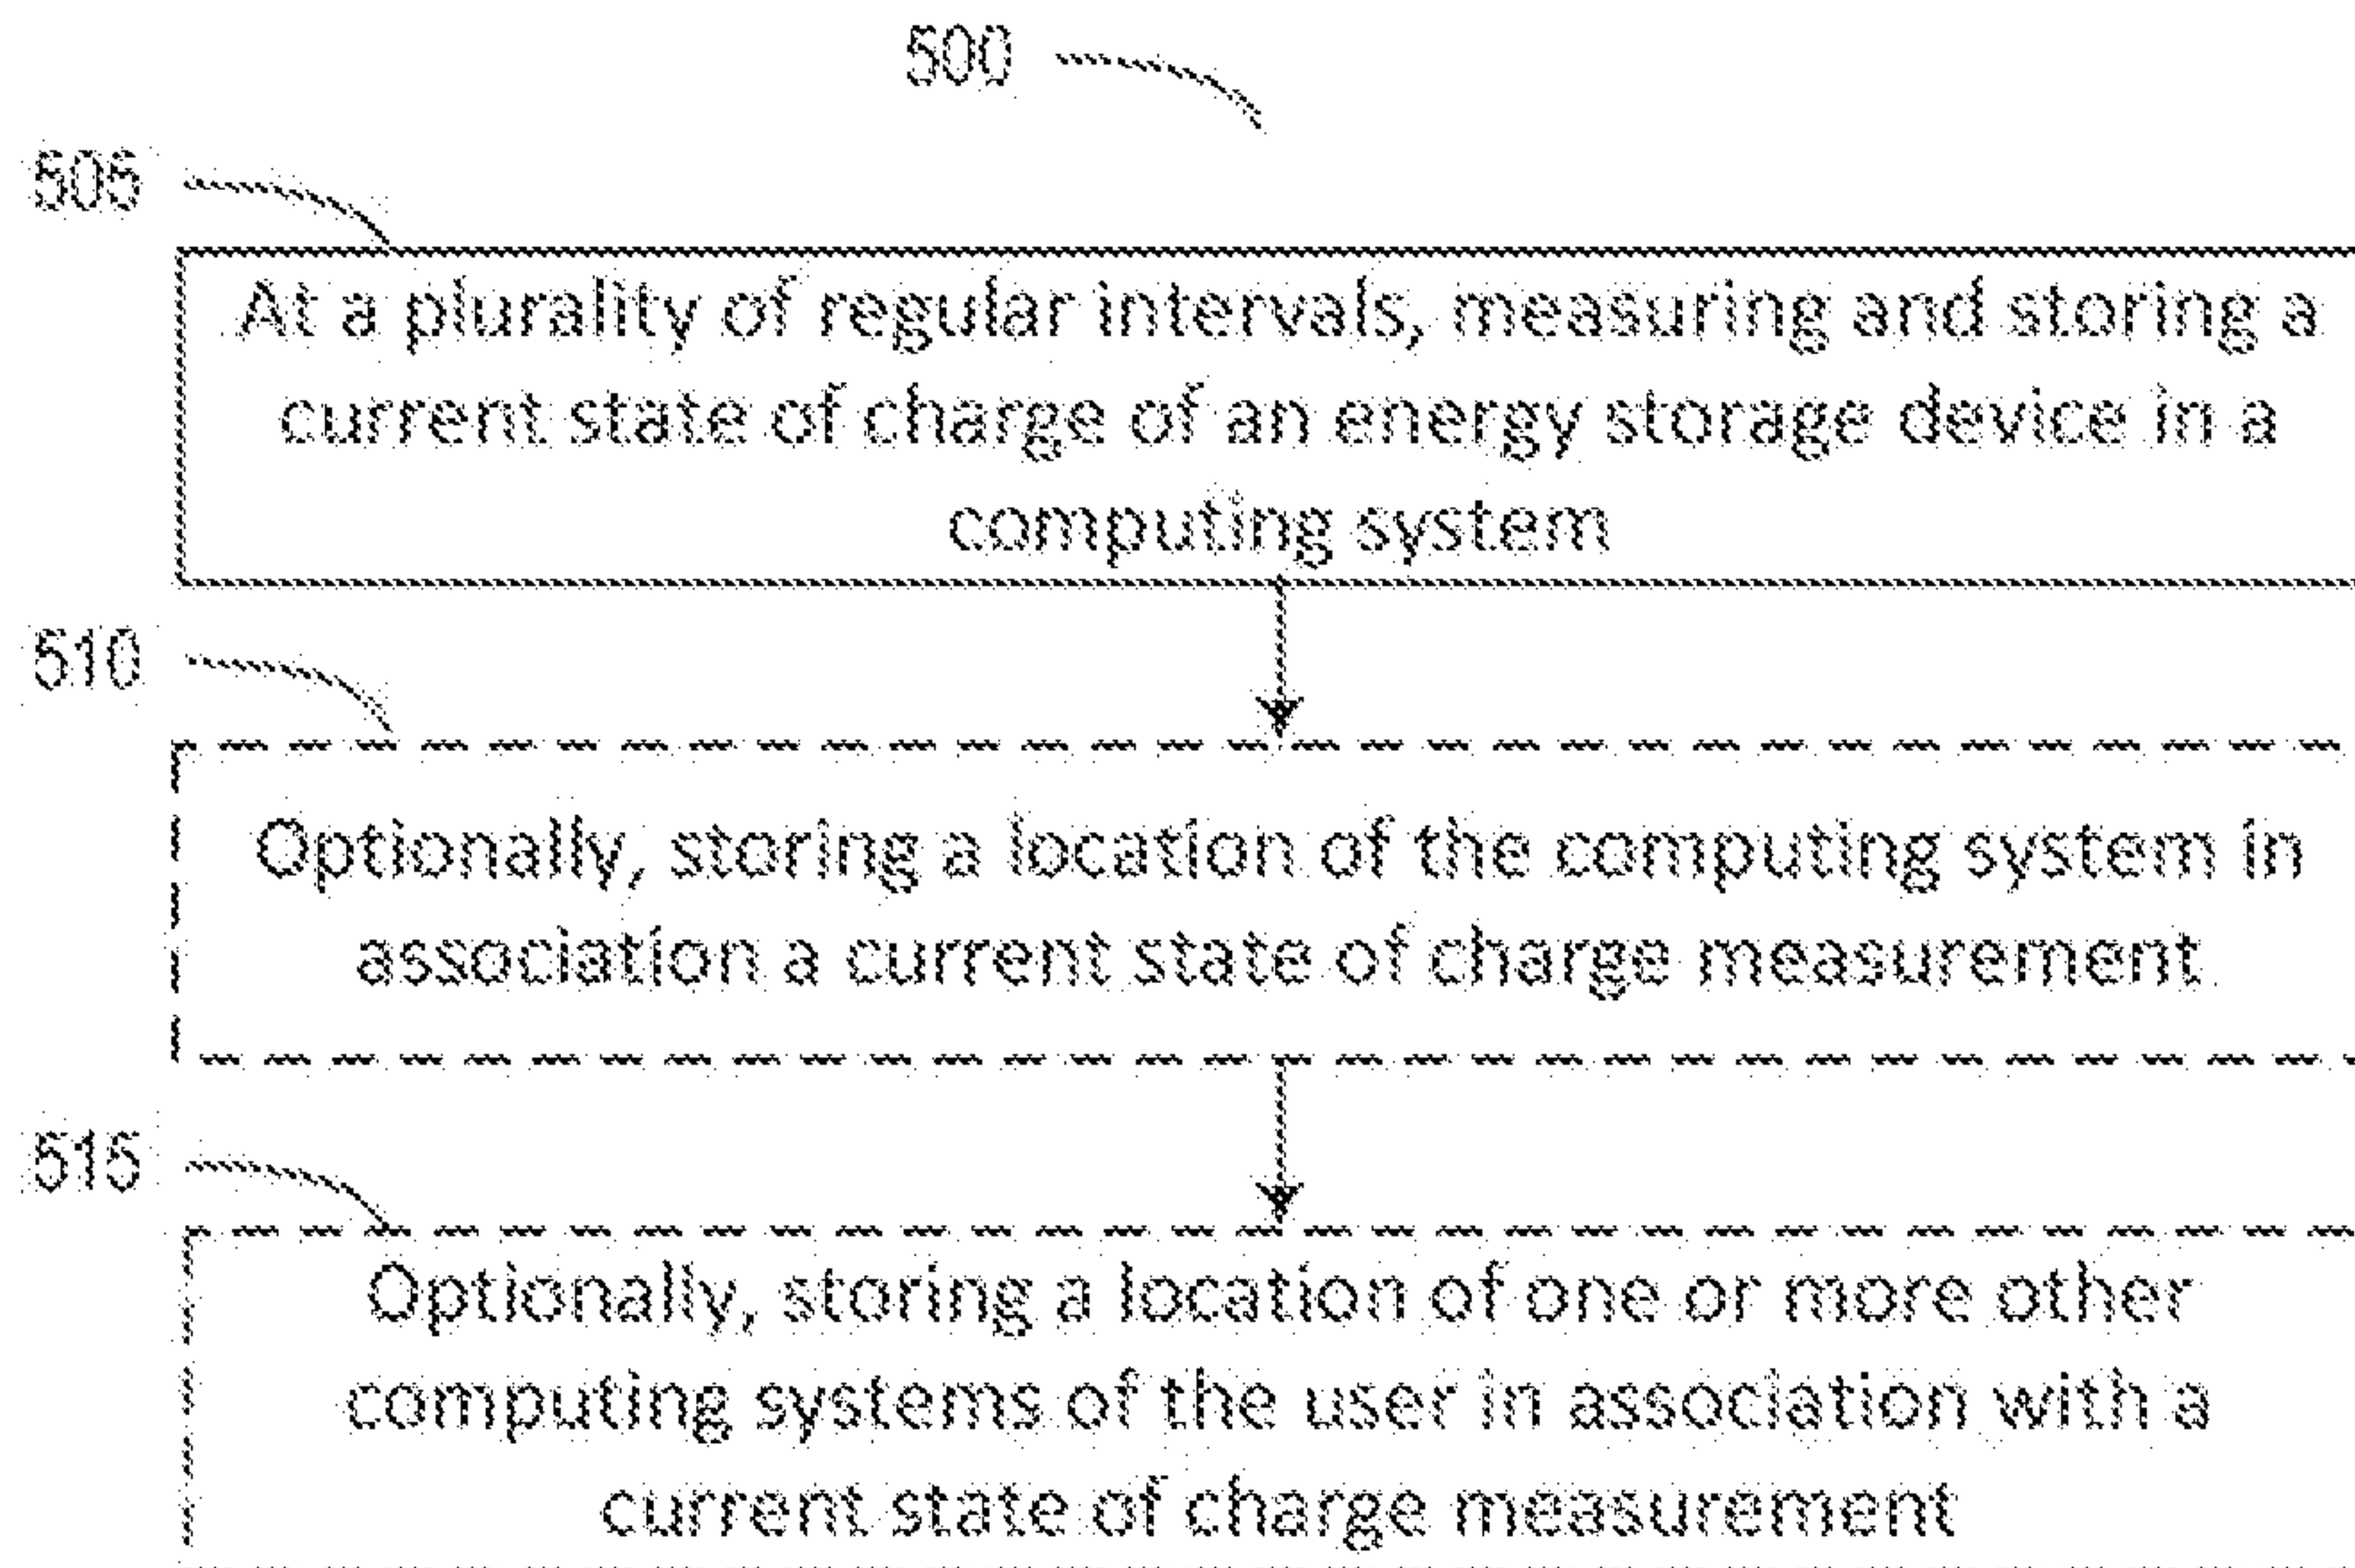 500
505
At a plurality of regular intervals, measuring and storing a
current state of charge of an energy storage device in a
computing system
510
Optionally, storing a location of the computing system in
association a current state of charge measurement
515
Optionally, storing a location of one or more other
computing systems of the user in association with a
current state of charge measurement